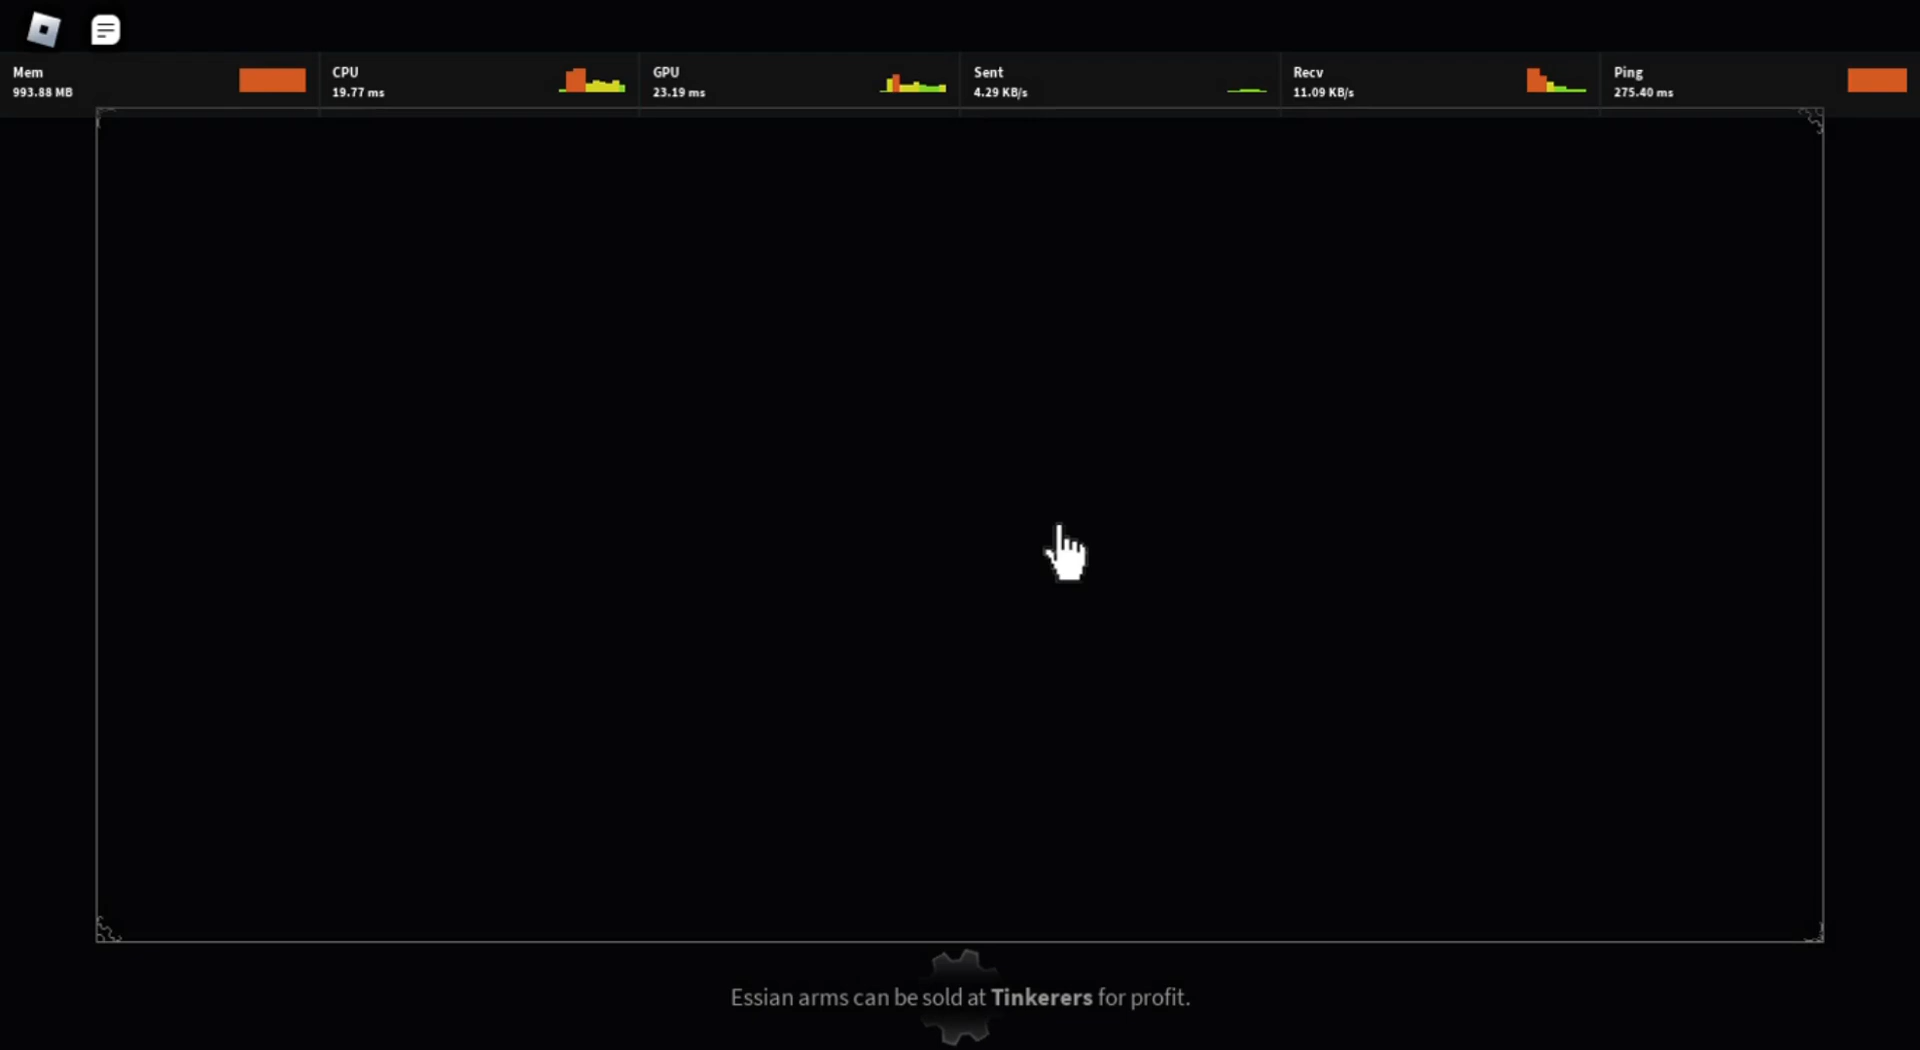 Mem
993.88 MB
CPU
19.77 ms
GPU
23.19 ms
Sent
4.29 KB/s
Recv
11.09 KB/s
Ping
275.40 ms
Essian arms can be sold at Tinkerers for profit.